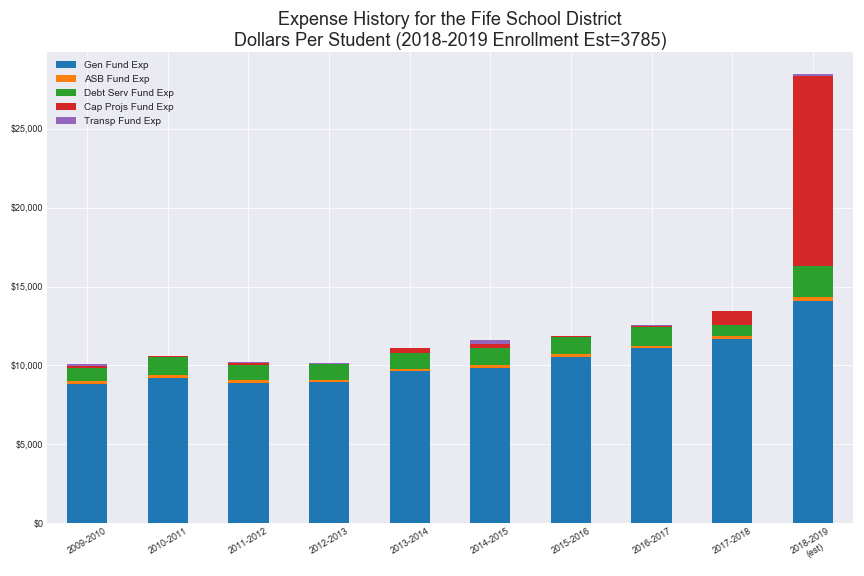 Expense History for the Fife School District
Dollars Per Student (2018-2019 Enrollment Est=3785)
Gen Fund Exp
ASB Fund Exp
Debt Serv Fund Exp
Cap Projs Fund Exp
Transp Fund Exp
$25,000
$20,000
$15,000
$10,000
$5,000
$0
2009-2010
2010-2011
2011-2012
2012-2013
2013-2014
2014-2015
2015-2016
2016-2017
2017-2018
2018-2019
(est)